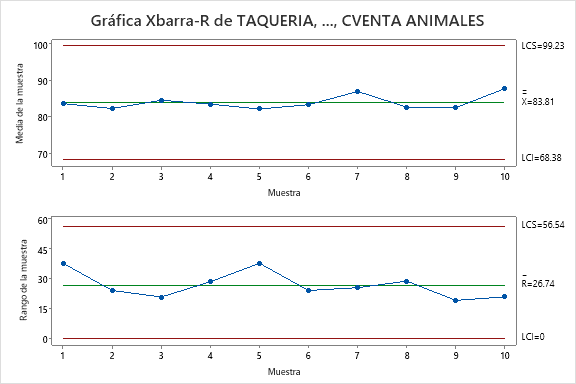 Gráfica Xbarra-R de TAQUERIA, ..., CVENTA ANIMALES
Media de la muestra
100
90
80
70
LCS=99.23
X=83.81
LCI=68.38
1 2 3 4 5 6 7 8 9 10
Muestra
Rango de la muestra
60
45
30
15
0
LCS=56.54
R=26.74
LCI=0
1 2 3 4 5 6 7 8 9 10
Muestra